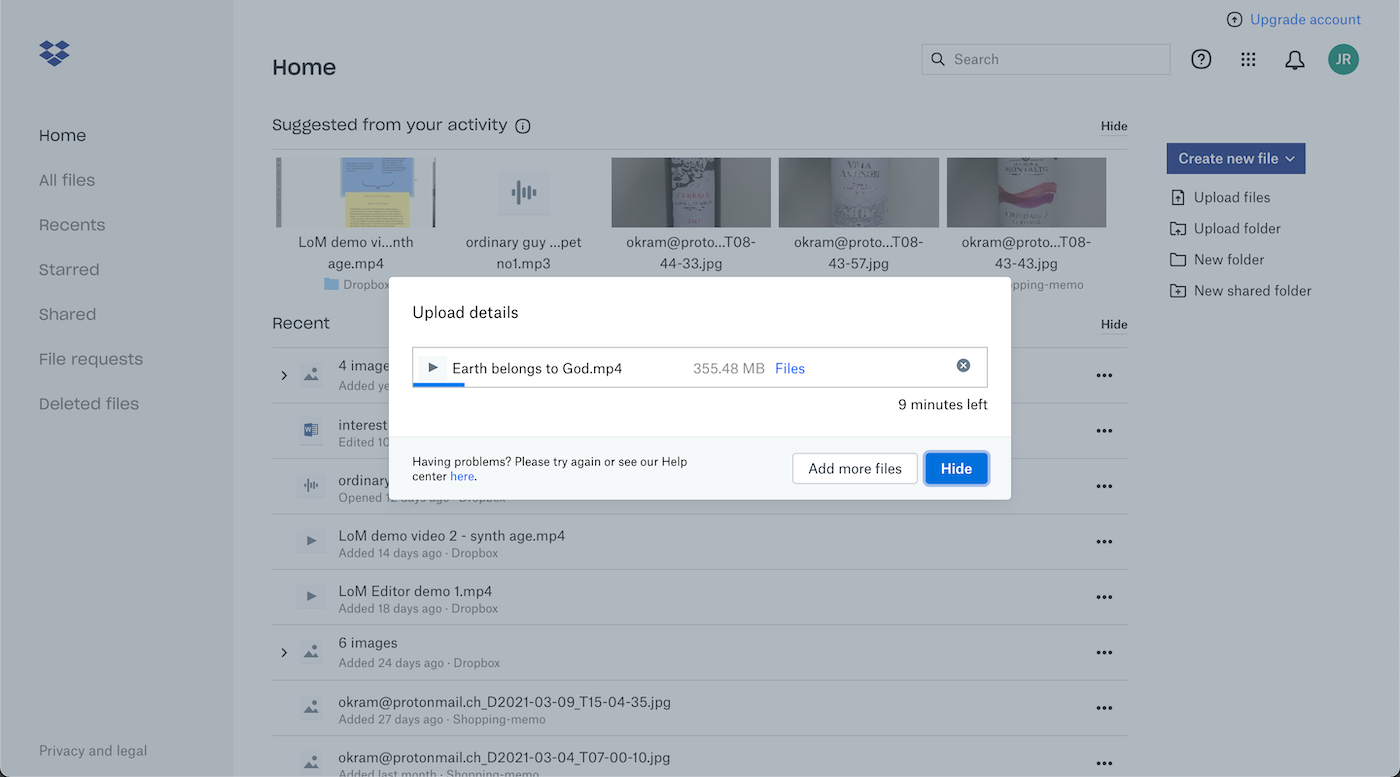 Upgrade account
Home
Search
JR
Home
All files
Recents
Starred
Shared
File requests
Deleted files
Privacy and legal
Suggested from your activity
Hide
LoM demo vi...nth
age.mp4
Dropbox
ordinary guy ...pet
no1.mp3
okram@proto...T08-
44-33.jpg
okram@proto...T08-
43-57.jpg
okram@proto...T08-
43-43.jpg
pping-memo
Create new file
Upload files
Upload folder
New folder
New shared folder
Recent
Hide
4 image
Added ye
interest
Edited 10
ordinary
Opened 12 days ago · Dropbox
LoM demo video 2 - synth age.mp4
Added 14 days ago · Dropbox
LoM Editor demo 1.mp4
Added 18 days ago · Dropbox
6 images
Added 24 days ago · Dropbox
okram@protonmail.ch_D2021-03-09_T15-04-35.jpg
Added 27 days ago · Shopping-memo
okram@protonmail.ch_D2021-03-04_T07-00-10.jpg
Added last month · Shopping-memo
Upload details
Earth belongs to God.mp4 355.48 MB Files
9 minutes left
Having problems? Please try again or see our Help
center here.
Add more files
Hide